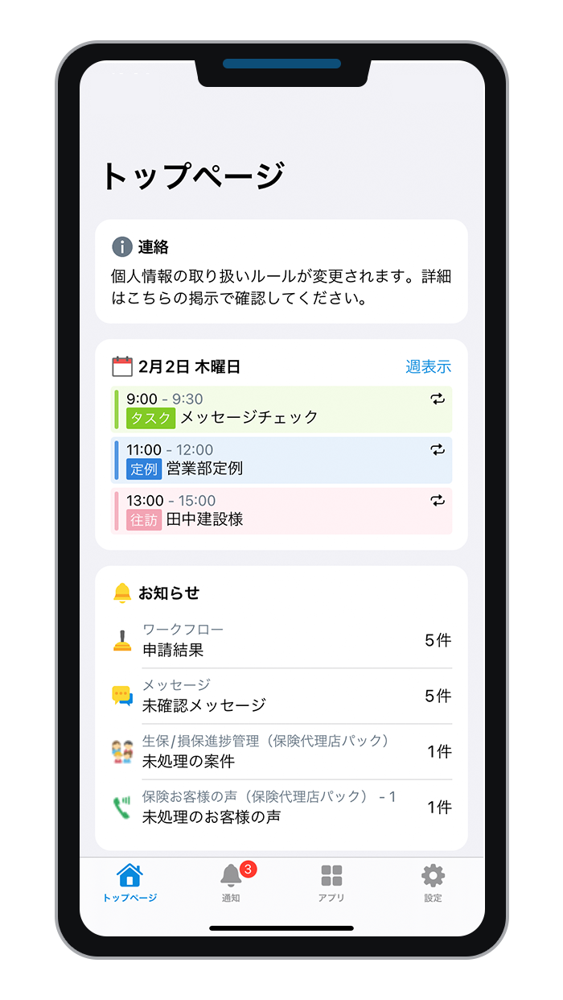 トップページ
連絡
個人情報の取り扱いルールが変更されます。詳細
はこちらの掲示で確認してください。
2月2日 木曜日 週表示
9:00 - 9:30
タスク メッセージチェック
11:00 - 12:00
定例 営業部定例
13:00 - 15:00
往訪 田中建設様
お知らせ
ワークフロー
申請結果 5件
メッセージ
未確認メッセージ 5件
生保/損保進捗管理（保険代理店パック）
未処理の案件 1件
保険お客様の声（保険代理店パック） - 1
未処理のお客様の声 1件
3
トップページ 通知 アプリ 設定